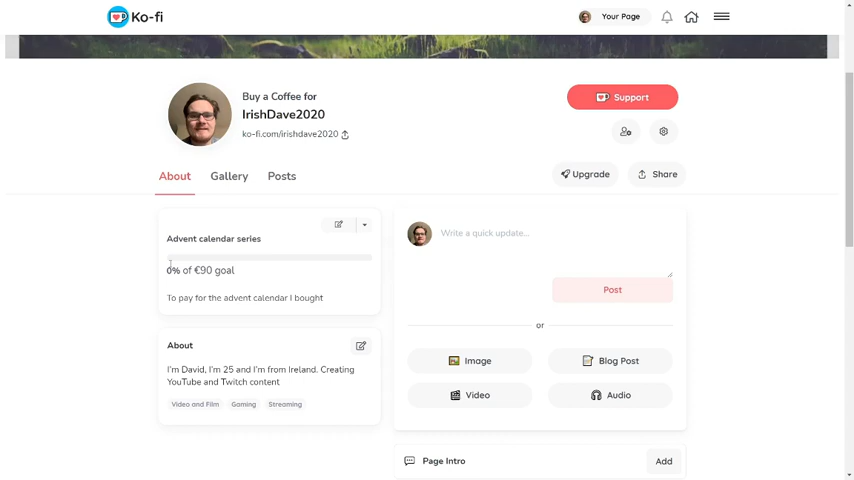 Ko-fi
Your Page
Buy a Coffee for
IrishDave2020
ko-fi.com/irishdave2020
Support
About
Gallery
Posts
Upgrade
Share
Advent calendar series
0% of €90 goal
To pay for the advent calendar I bought
About
I'm David, I'm 25 and I'm from Ireland. Creating
YouTube and Twitch content
Video and Film
Gaming
Streaming
Write a quick update...
Post
or
Image
Blog Post
Video
Audio
Page Intro
Add